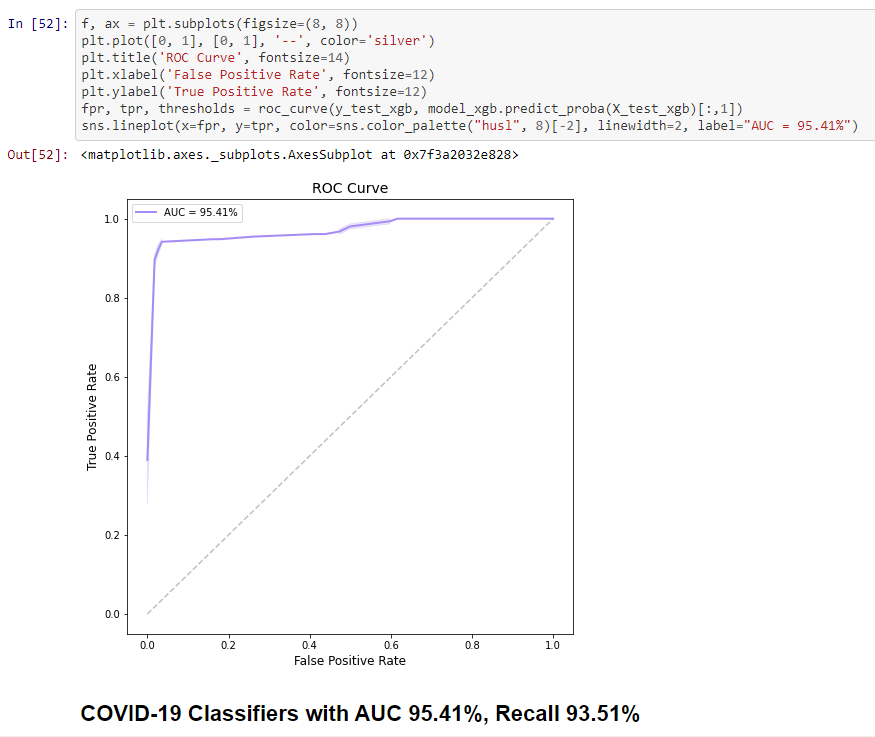 In [52]: f, ax = plt.subplots(figsize=(8, 8))
plt.plot([0, 1], [0, 1], '--', color='silver')
plt.title('ROC Curve', fontsize=14)
plt.xlabel('False Positive Rate', fontsize=12)
plt.ylabel('True Positive Rate', fontsize=12)
fpr, tpr, thresholds = roc_curve(y_test_xgb, model_xgb.predict_proba(X_test_xgb)[:,1])
sns.lineplot(x=fpr, y=tpr, color=sns.color_palette("husl", 8)[-2], linewidth=2, label="AUC = 95.41%")
Out[52]: <matplotlib.axes._subplots.AxesSubplot at 0x7f3a2032e828>
ROC Curve
AUC = 95.41%
1.0
0.8
0.6
0.4
0.2
0.0
True Positive Rate
0.0 0.2 0.4 0.6 0.8 1.0
False Positive Rate
COVID-19 Classifiers with AUC 95.41%, Recall 93.51%